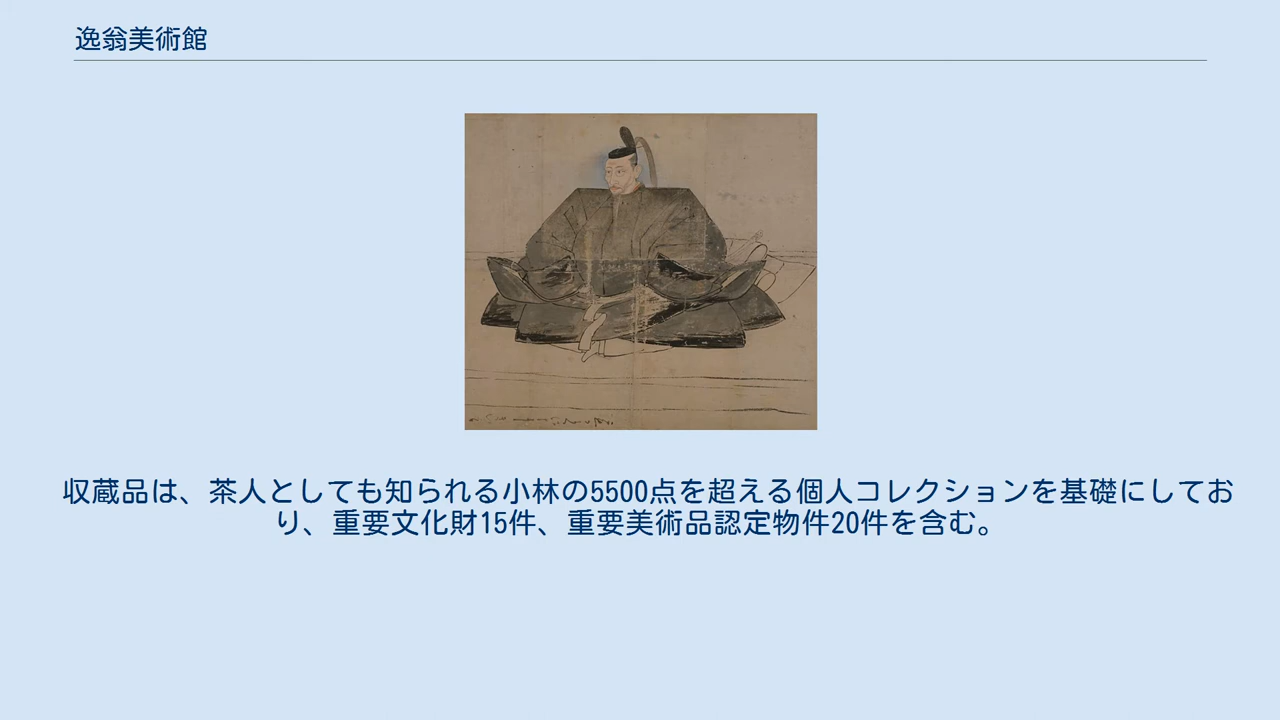 逸翁美術館
収蔵品は、茶人としても知られる小林の5500点を超える個人コレクションを基礎にしてお
り、重要文化財15件、重要美術品認定物件20件を含む。